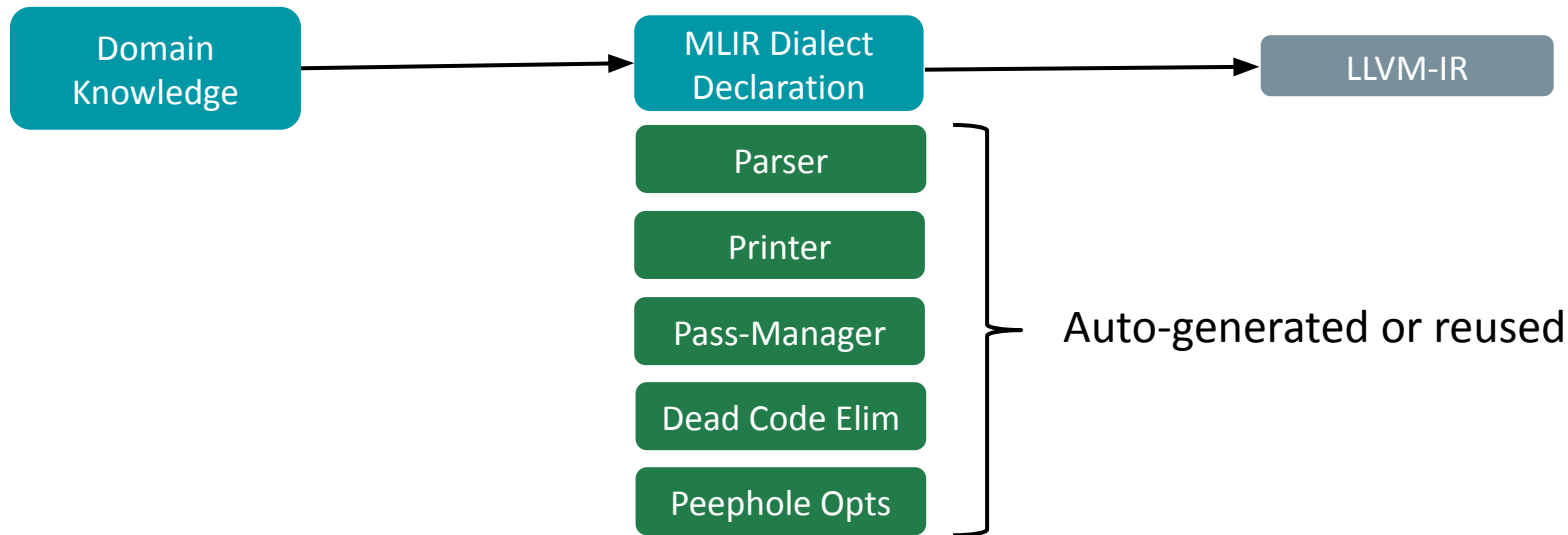 Domain
Knowledge
MLIR Dialect
Declaration
LLVM-IR
Parser
Printer
Pass-Manager
Dead Code Elim
Peephole Opts
Auto-generated or reused